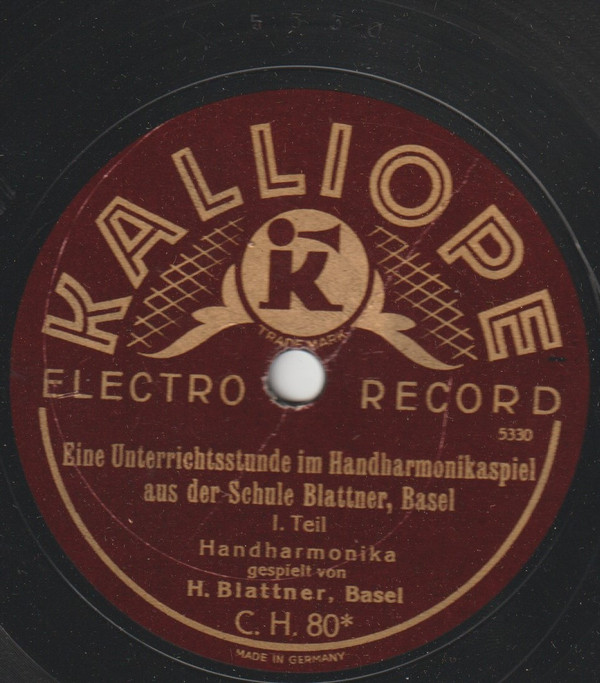 5330
KALLIOPE
K
TRADE MARK
ELECTRO RECORD
5330
Eine Unterrichtsstunde im Handharmonikaspiel
aus der Schule Blattner, Basel
I. Teil
Handharmonika
gespielt von
H. Blattner, Basel
C. H. 80*
MADE IN GERMANY